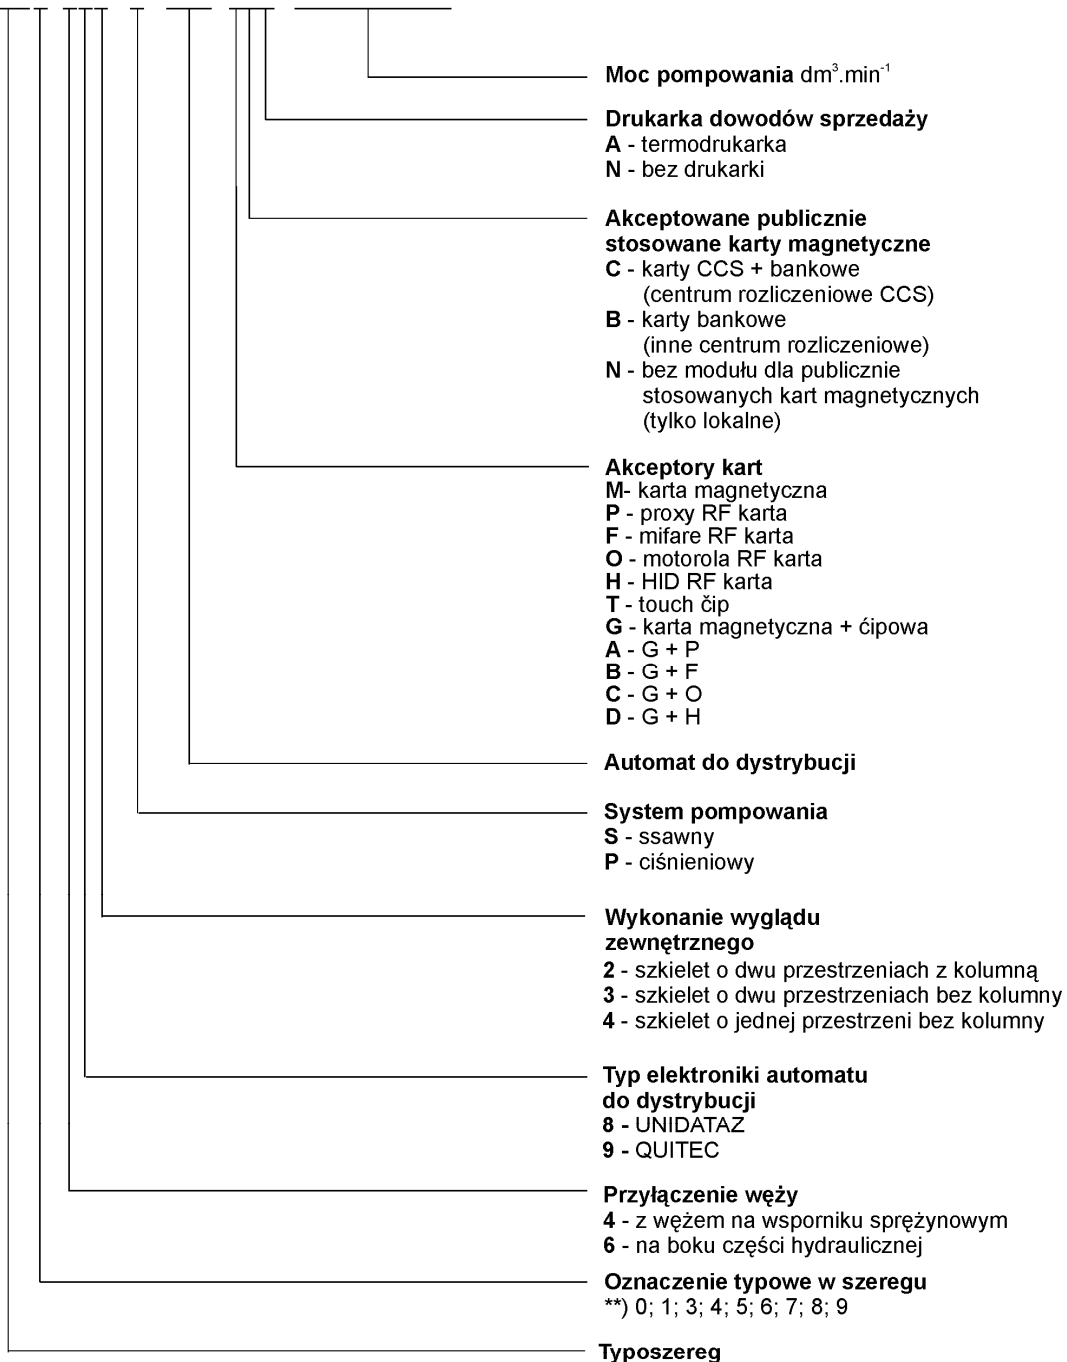 Moc pompowania dm³.min⁻¹
Drukarka dowodów sprzedaży
A - termodrukarka
N - bez drukarki
Akceptowane publicznie
stosowane karty magnetyczne
C - karty CCS + bankowe
(centrum rozliczeniowe CCS)
B - karty bankowe
(inne centrum rozliczeniowe)
N - bez modułu dla publicznie
stosowanych kart magnetycznych
(tylko lokalne)
Akceptory kart
M- karta magnetyczna
P - proxy RF karta
F - mifare RF karta
O - motorola RF karta
H - HID RF karta
T - touch čip
G - karta magnetyczna + ćipowa
A - G + P
B - G + F
C - G + O
D - G + H
Automat do dystrybucji
System pompowania
S - ssawny
P - ciśnieniowy
Wykonanie wyglądu
zewnętrznego
2 - szkielet o dwu przestrzeniach z kolumną
3 - szkielet o dwu przestrzeniach bez kolumny
4 - szkielet o jednej przestrzeni bez kolumny
Typ elektroniki automatu
do dystrybucji
8 - UNIDATAZ
9 - QUITEC
Przyłączenie węży
4 - z wężem na wsporniku sprężynowym
6 - na boku części hydraulicznej
Oznaczenie typowe w szeregu
**) 0; 1; 3; 4; 5; 6; 7; 8; 9
Typoszereg